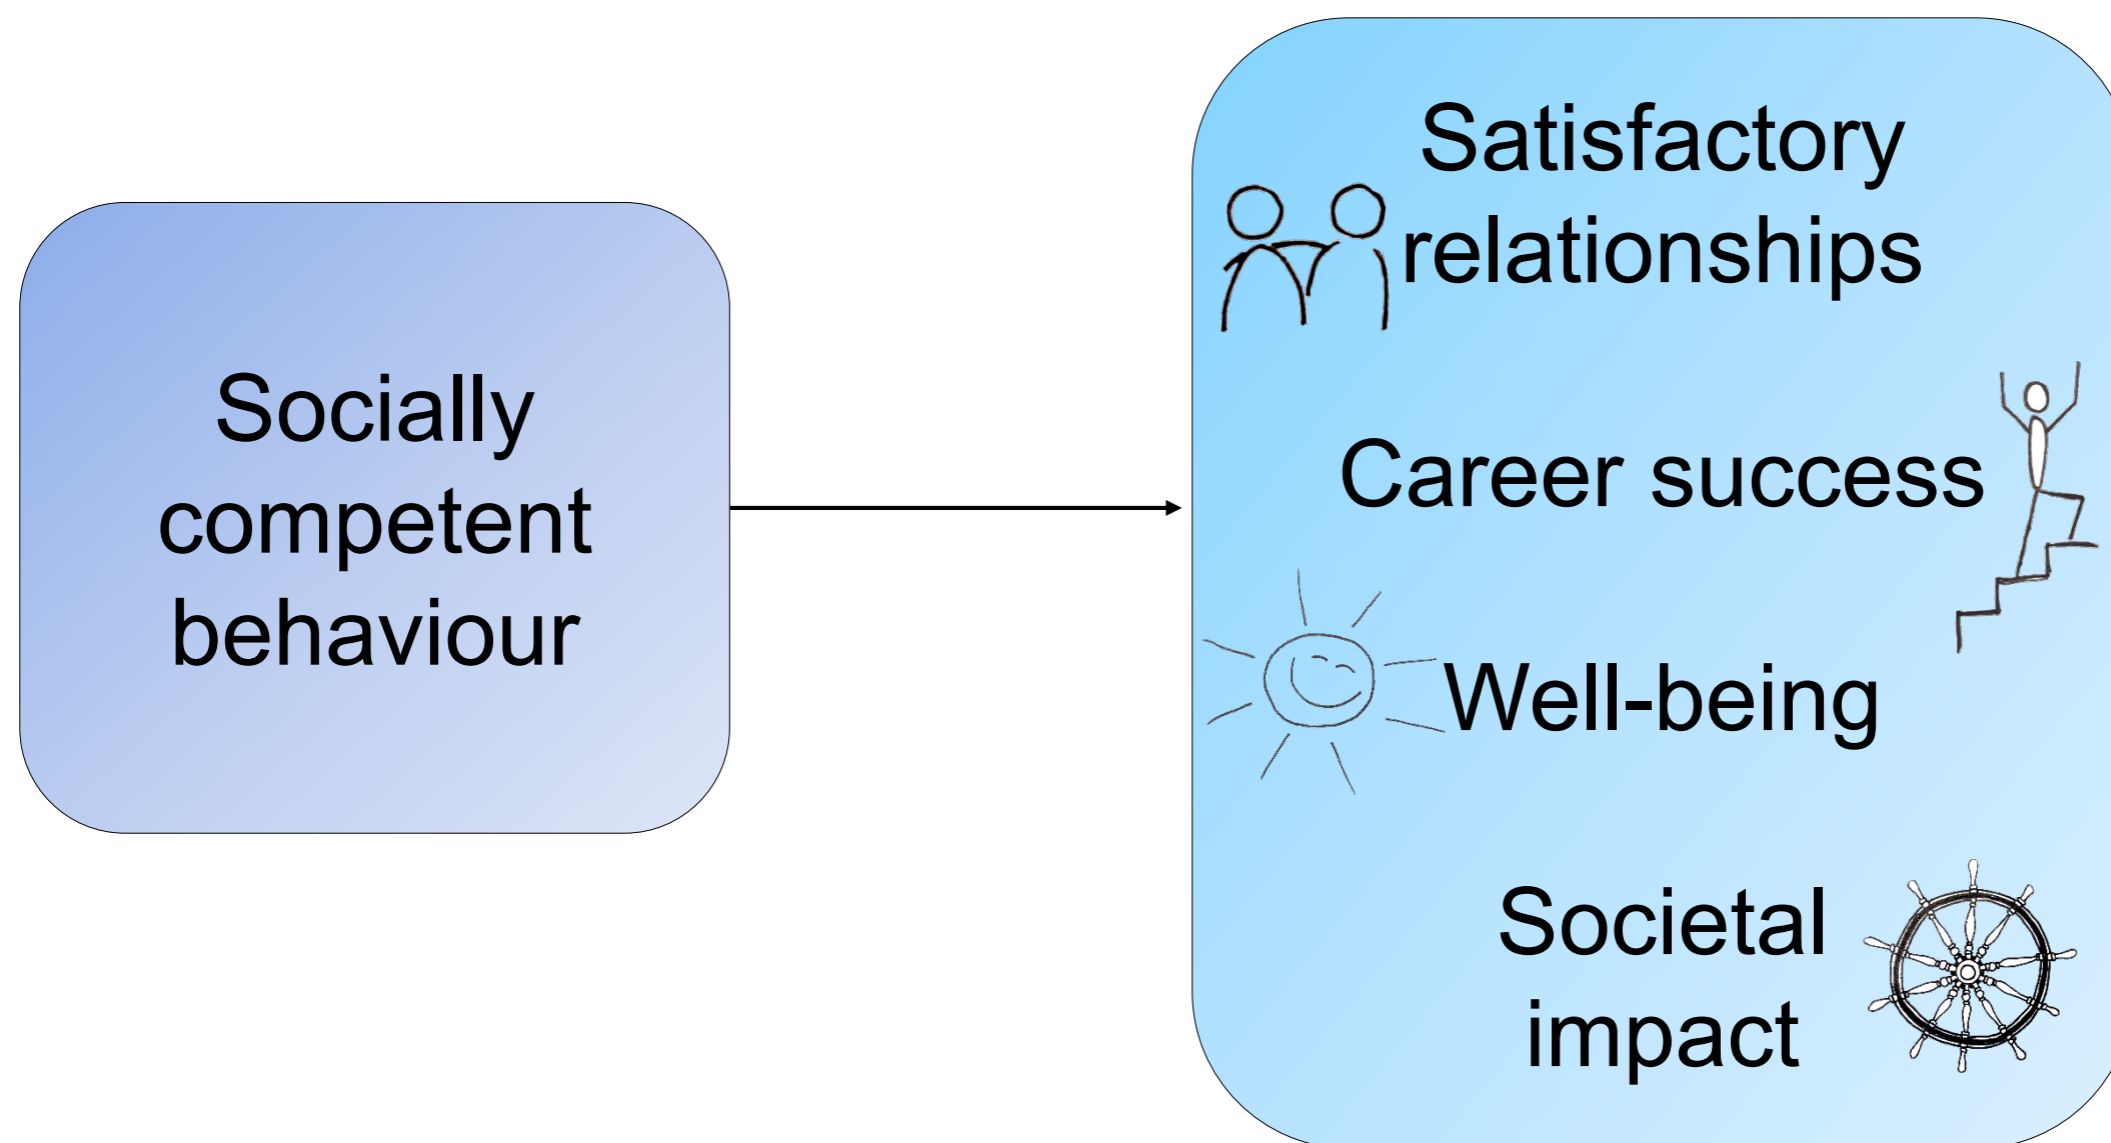 Socially
competent
behaviour
Satisfactory
relationships
Career success
Well-being
Societal
impact